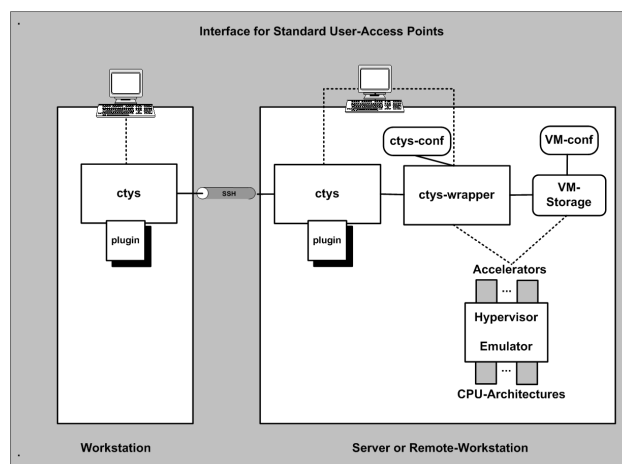 Interface for Standard User-Access Points
ctys-conf
VM-conf
ctys
SSH
ctys
ctys-wrapper
VM-
Storage
plugin
plugin
Accelerators
...
Hypervisor
Emulator
...
CPU-Architectures
Workstation
Server or Remote-Workstation